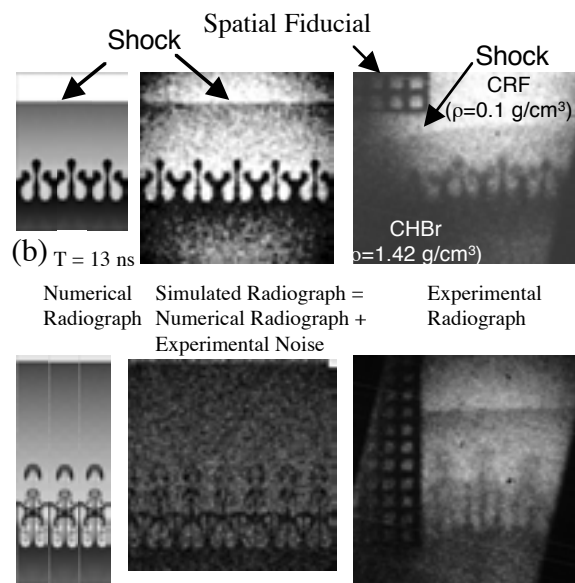 Spatial Fiducial
Shock
Shock
CRF
(ρ=0.1 g/cm³)
CHBr
ρ=1.42 g/cm³)
(b) T = 13 ns
Numerical
Radiograph
Simulated Radiograph =
Numerical Radiograph +
Experimental Noise
Experimental
Radiograph